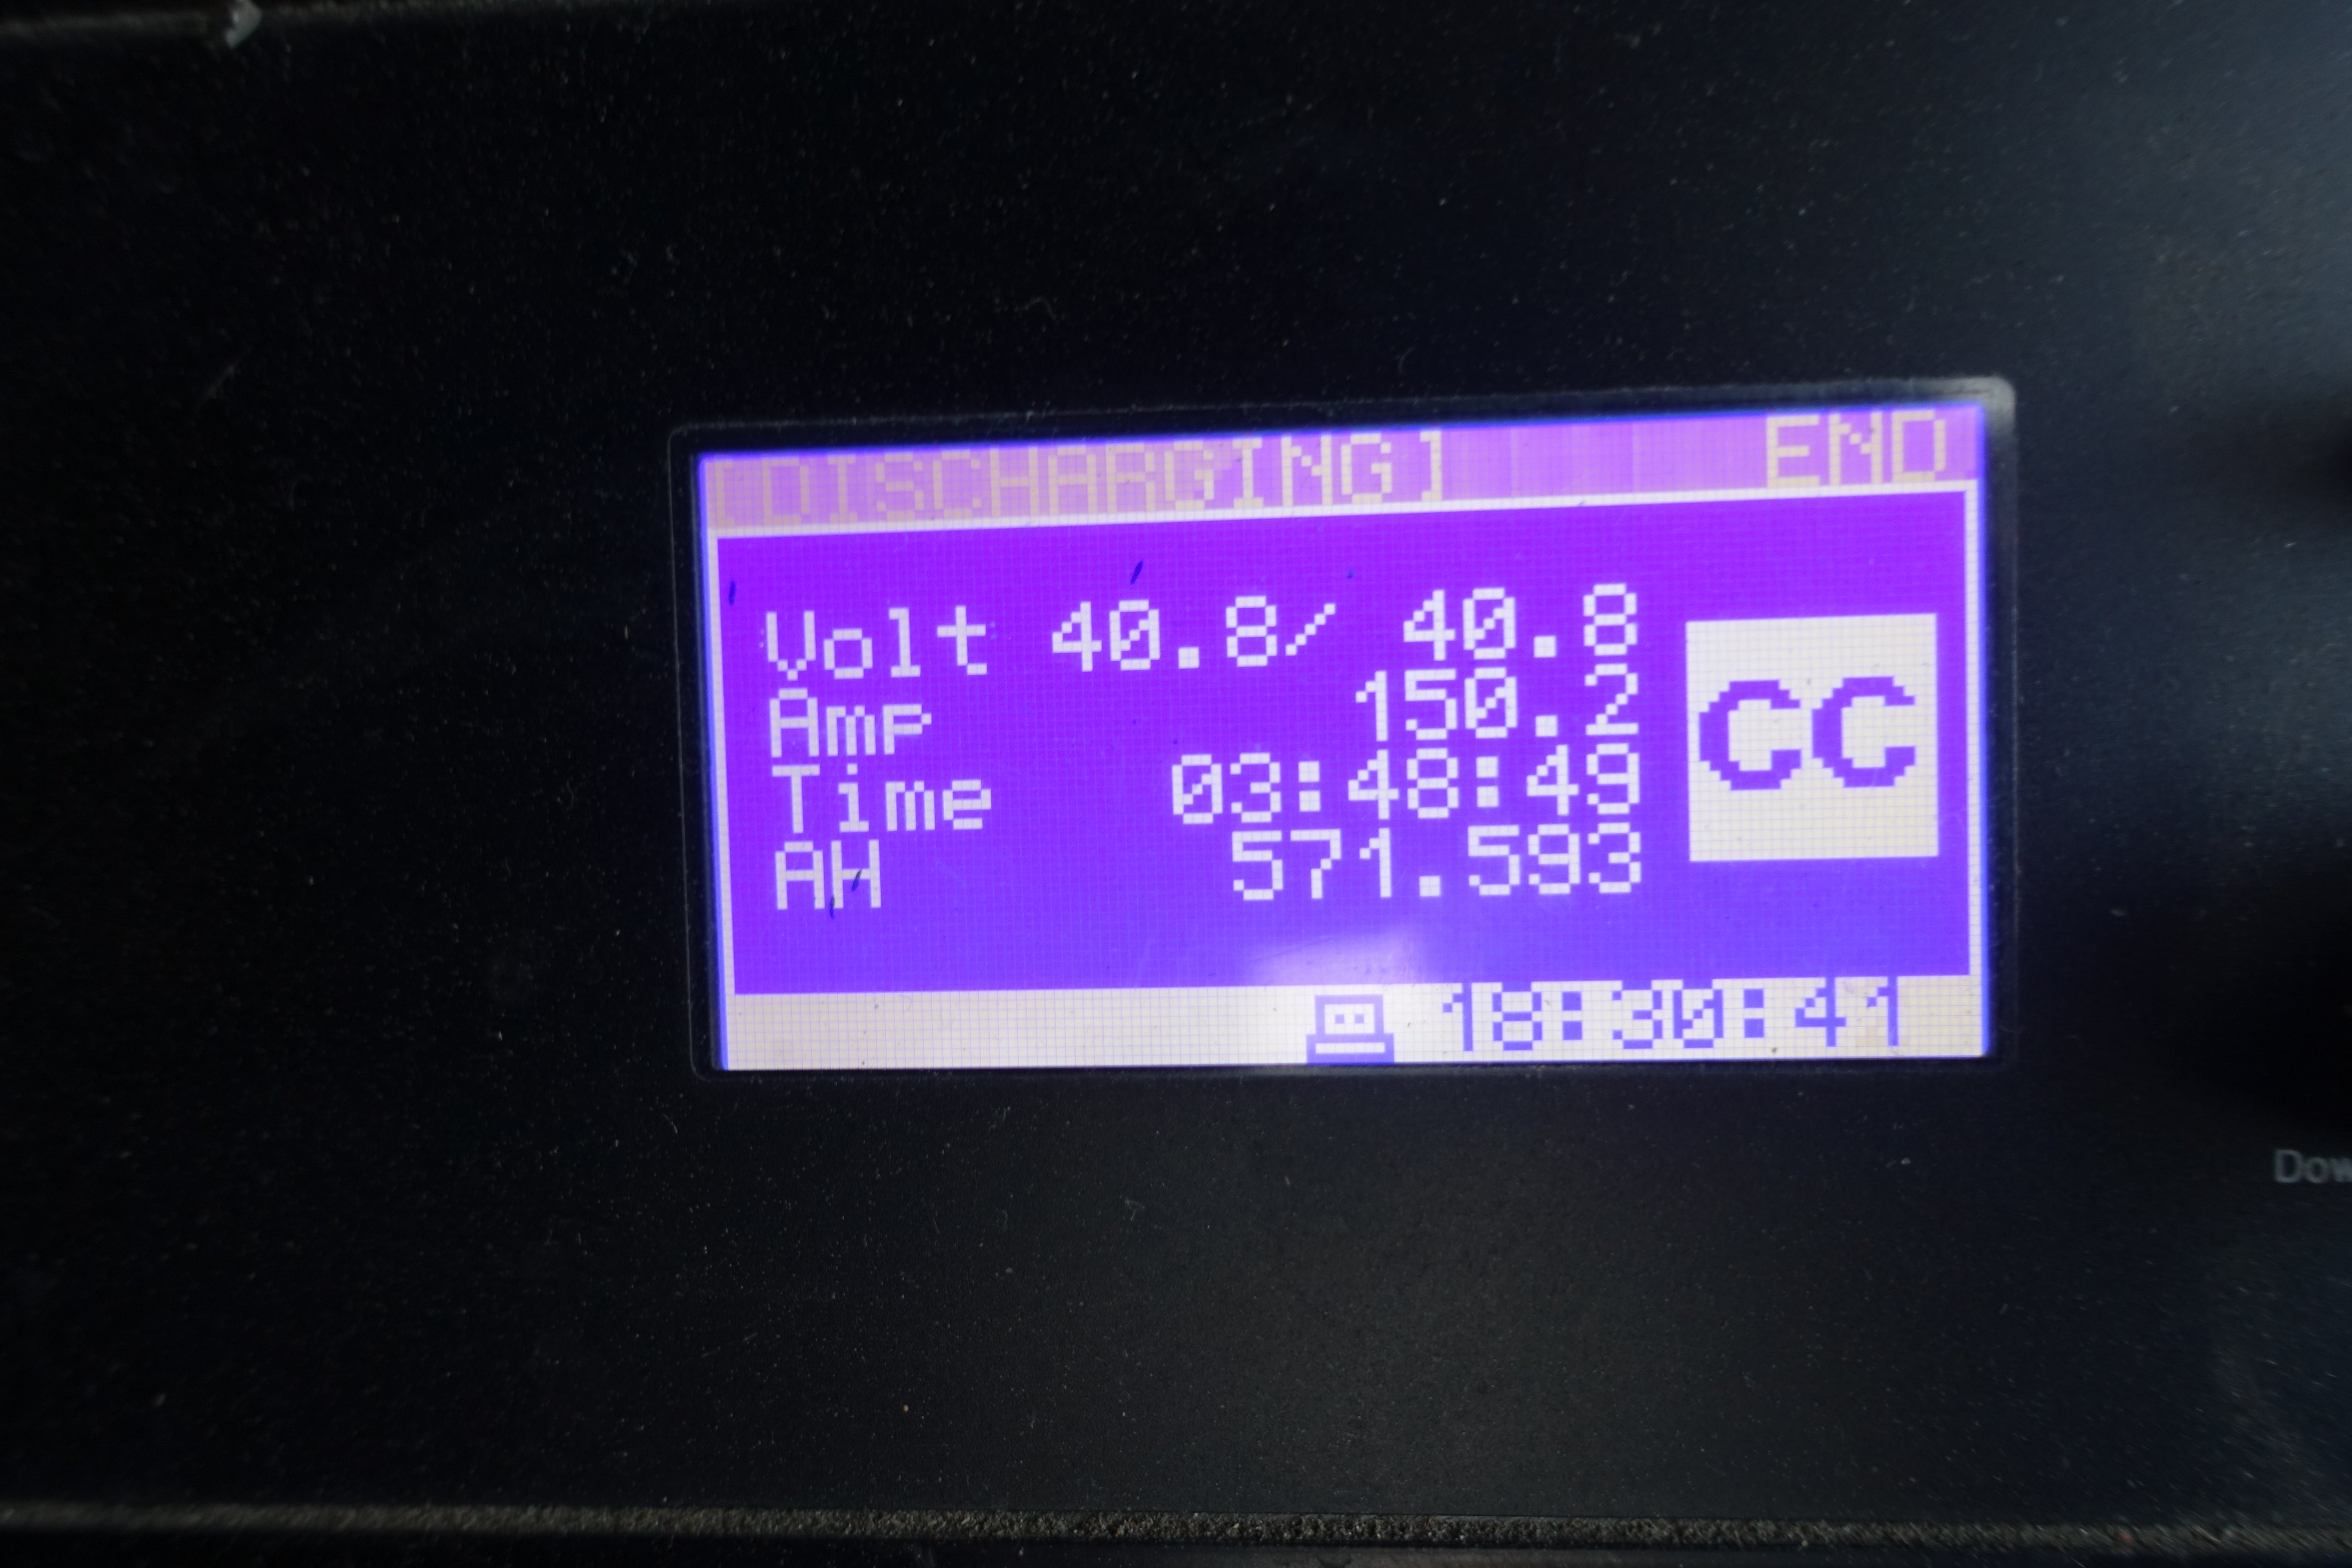 [DISCHARGING] END
Volt 40.8/ 40.8
Amp 150.2
Time 03:48:49
AH 571.593
CC
18:30:41